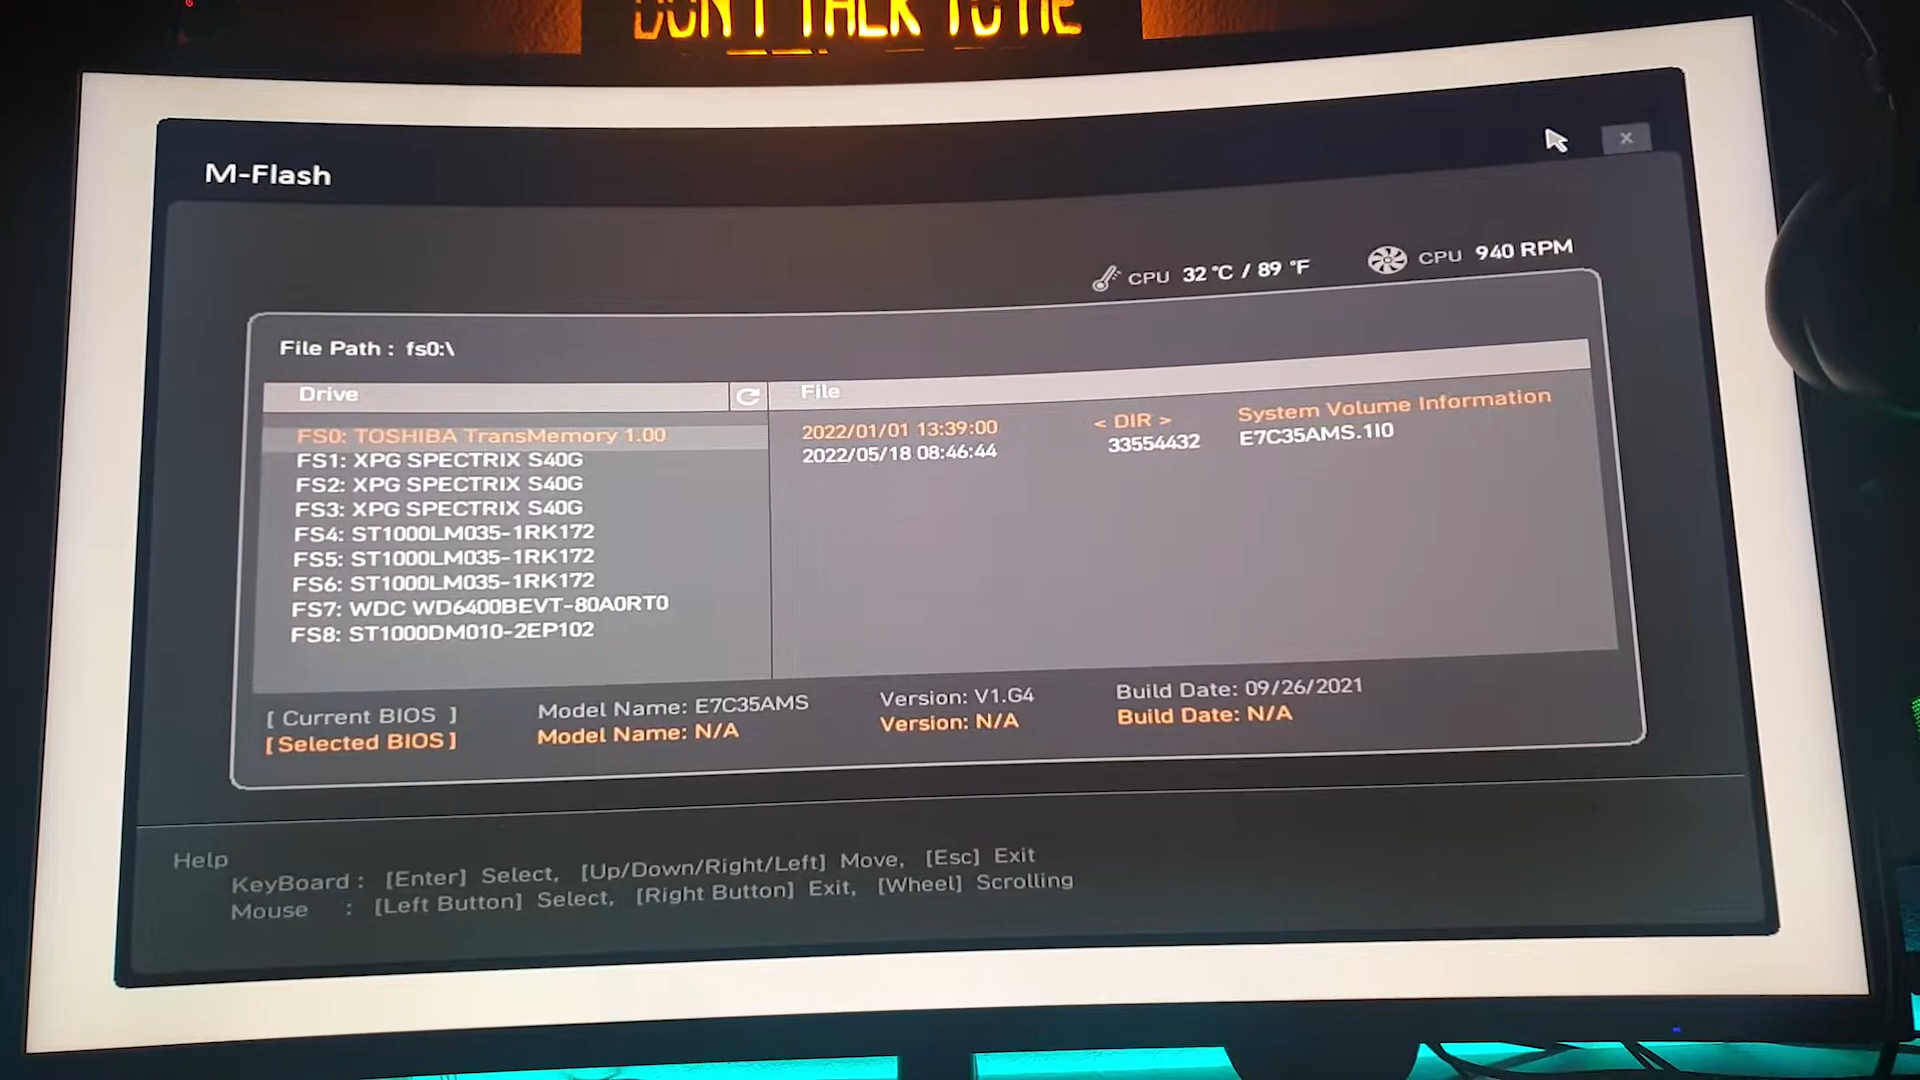 DON'T TALK TO ME
M-Flash
CPU 32 °C / 89 °F
CPU 940 RPM
File Path : fs0:\
Drive
File
FS0: TOSHIBA TransMemory 1.00
FS1: XPG SPECTRIX S40G
FS2: XPG SPECTRIX S40G
FS3: XPG SPECTRIX S40G
FS4: ST1000LM035-1RK172
FS5: ST1000LM035-1RK172
FS6: ST1000LM035-1RK172
FS7: WDC WD6400BEVT-80A0RT0
FS8: ST1000DM010-2EP102
2022/01/01 13:39:00 < DIR > System Volume Information
2022/05/18 08:46:44 33554432 E7C35AMS.1I0
[ Current BIOS ] Model Name: E7C35AMS Version: V1.G4 Build Date: 09/26/2021
[ Selected BIOS ] Model Name: N/A Version: N/A Build Date: N/A
Help
KeyBoard : [Enter] Select, [Up/Down/Right/Left] Move, [Esc] Exit
Mouse : [Left Button] Select, [Right Button] Exit, [Wheel] Scrolling